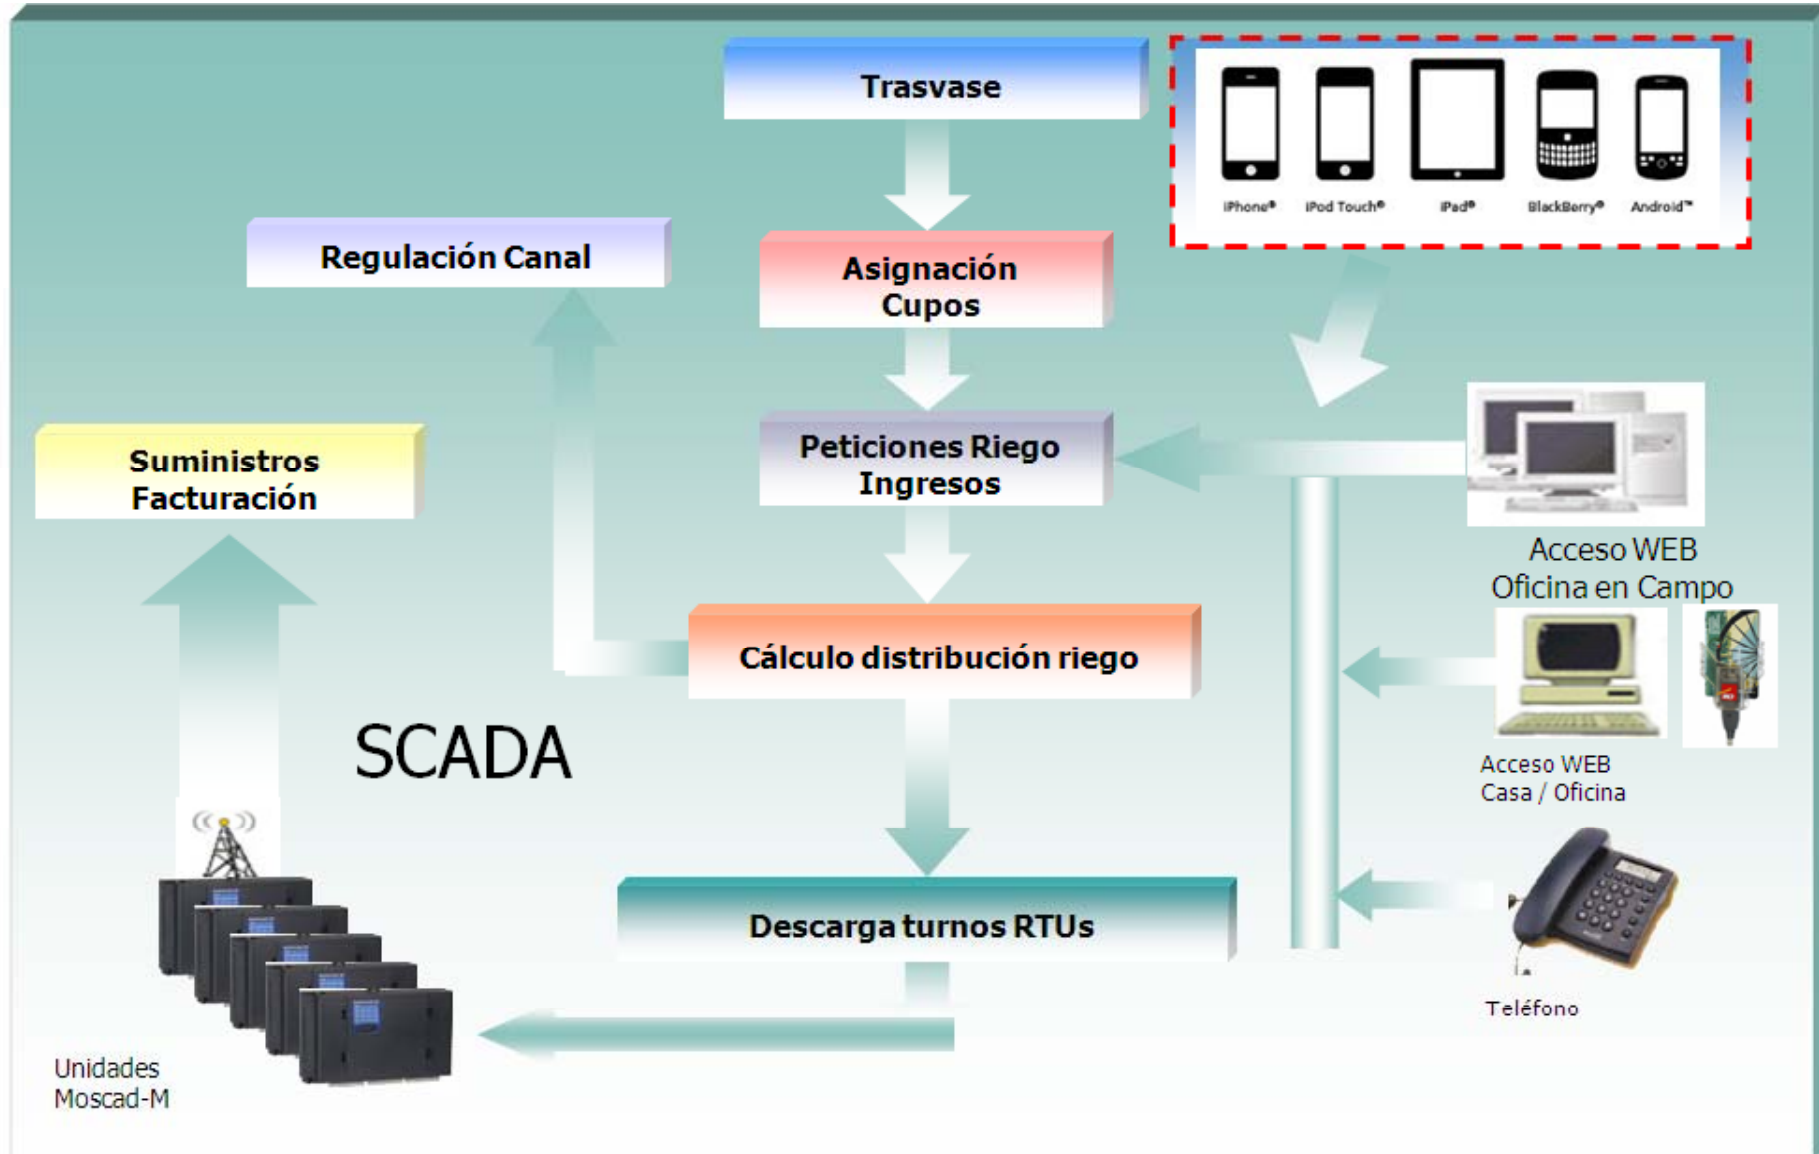 Trasvase
iPhone®
iPod Touch®
iPad®
BlackBerry®
Android™
Regulación Canal
Asignación
Cupos
Suministros
Facturación
Peticiones Riego
Ingresos
Acceso WEB
Oficina en Campo
Cálculo distribución riego
SCADA
Acceso WEB
Casa / Oficina
Descarga turnos RTUs
Teléfono
Unidades
Moscad-M